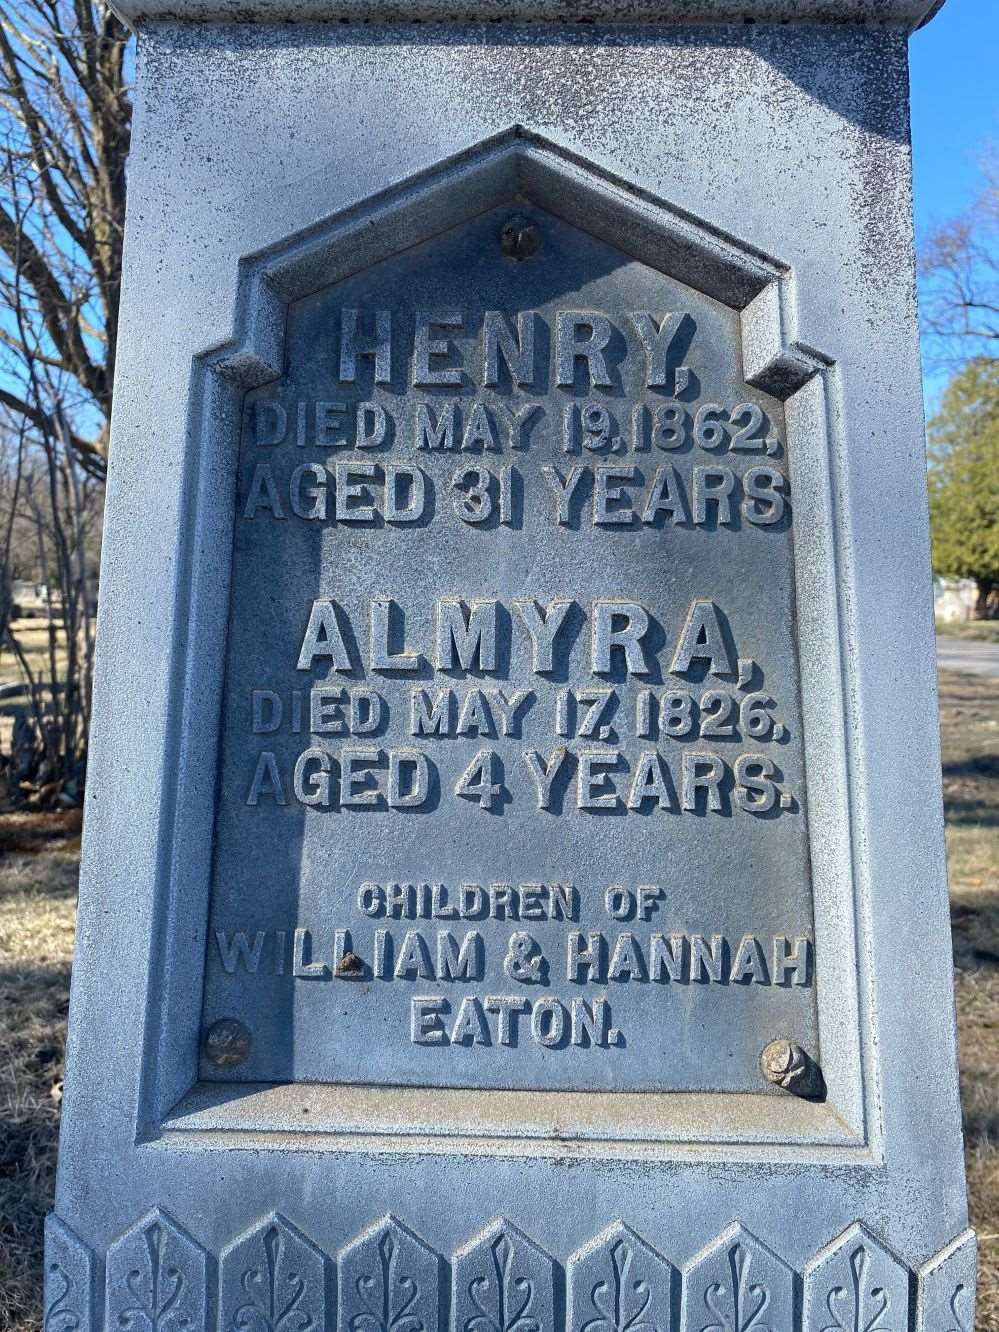 HENRY,
DIED MAY 19, 1862,
AGED 31 YEARS
ALMYRA,
DIED MAY 17, 1826,
AGED 4 YEARS.
CHILDREN OF
WILLIAM & HANNAH
EATON.